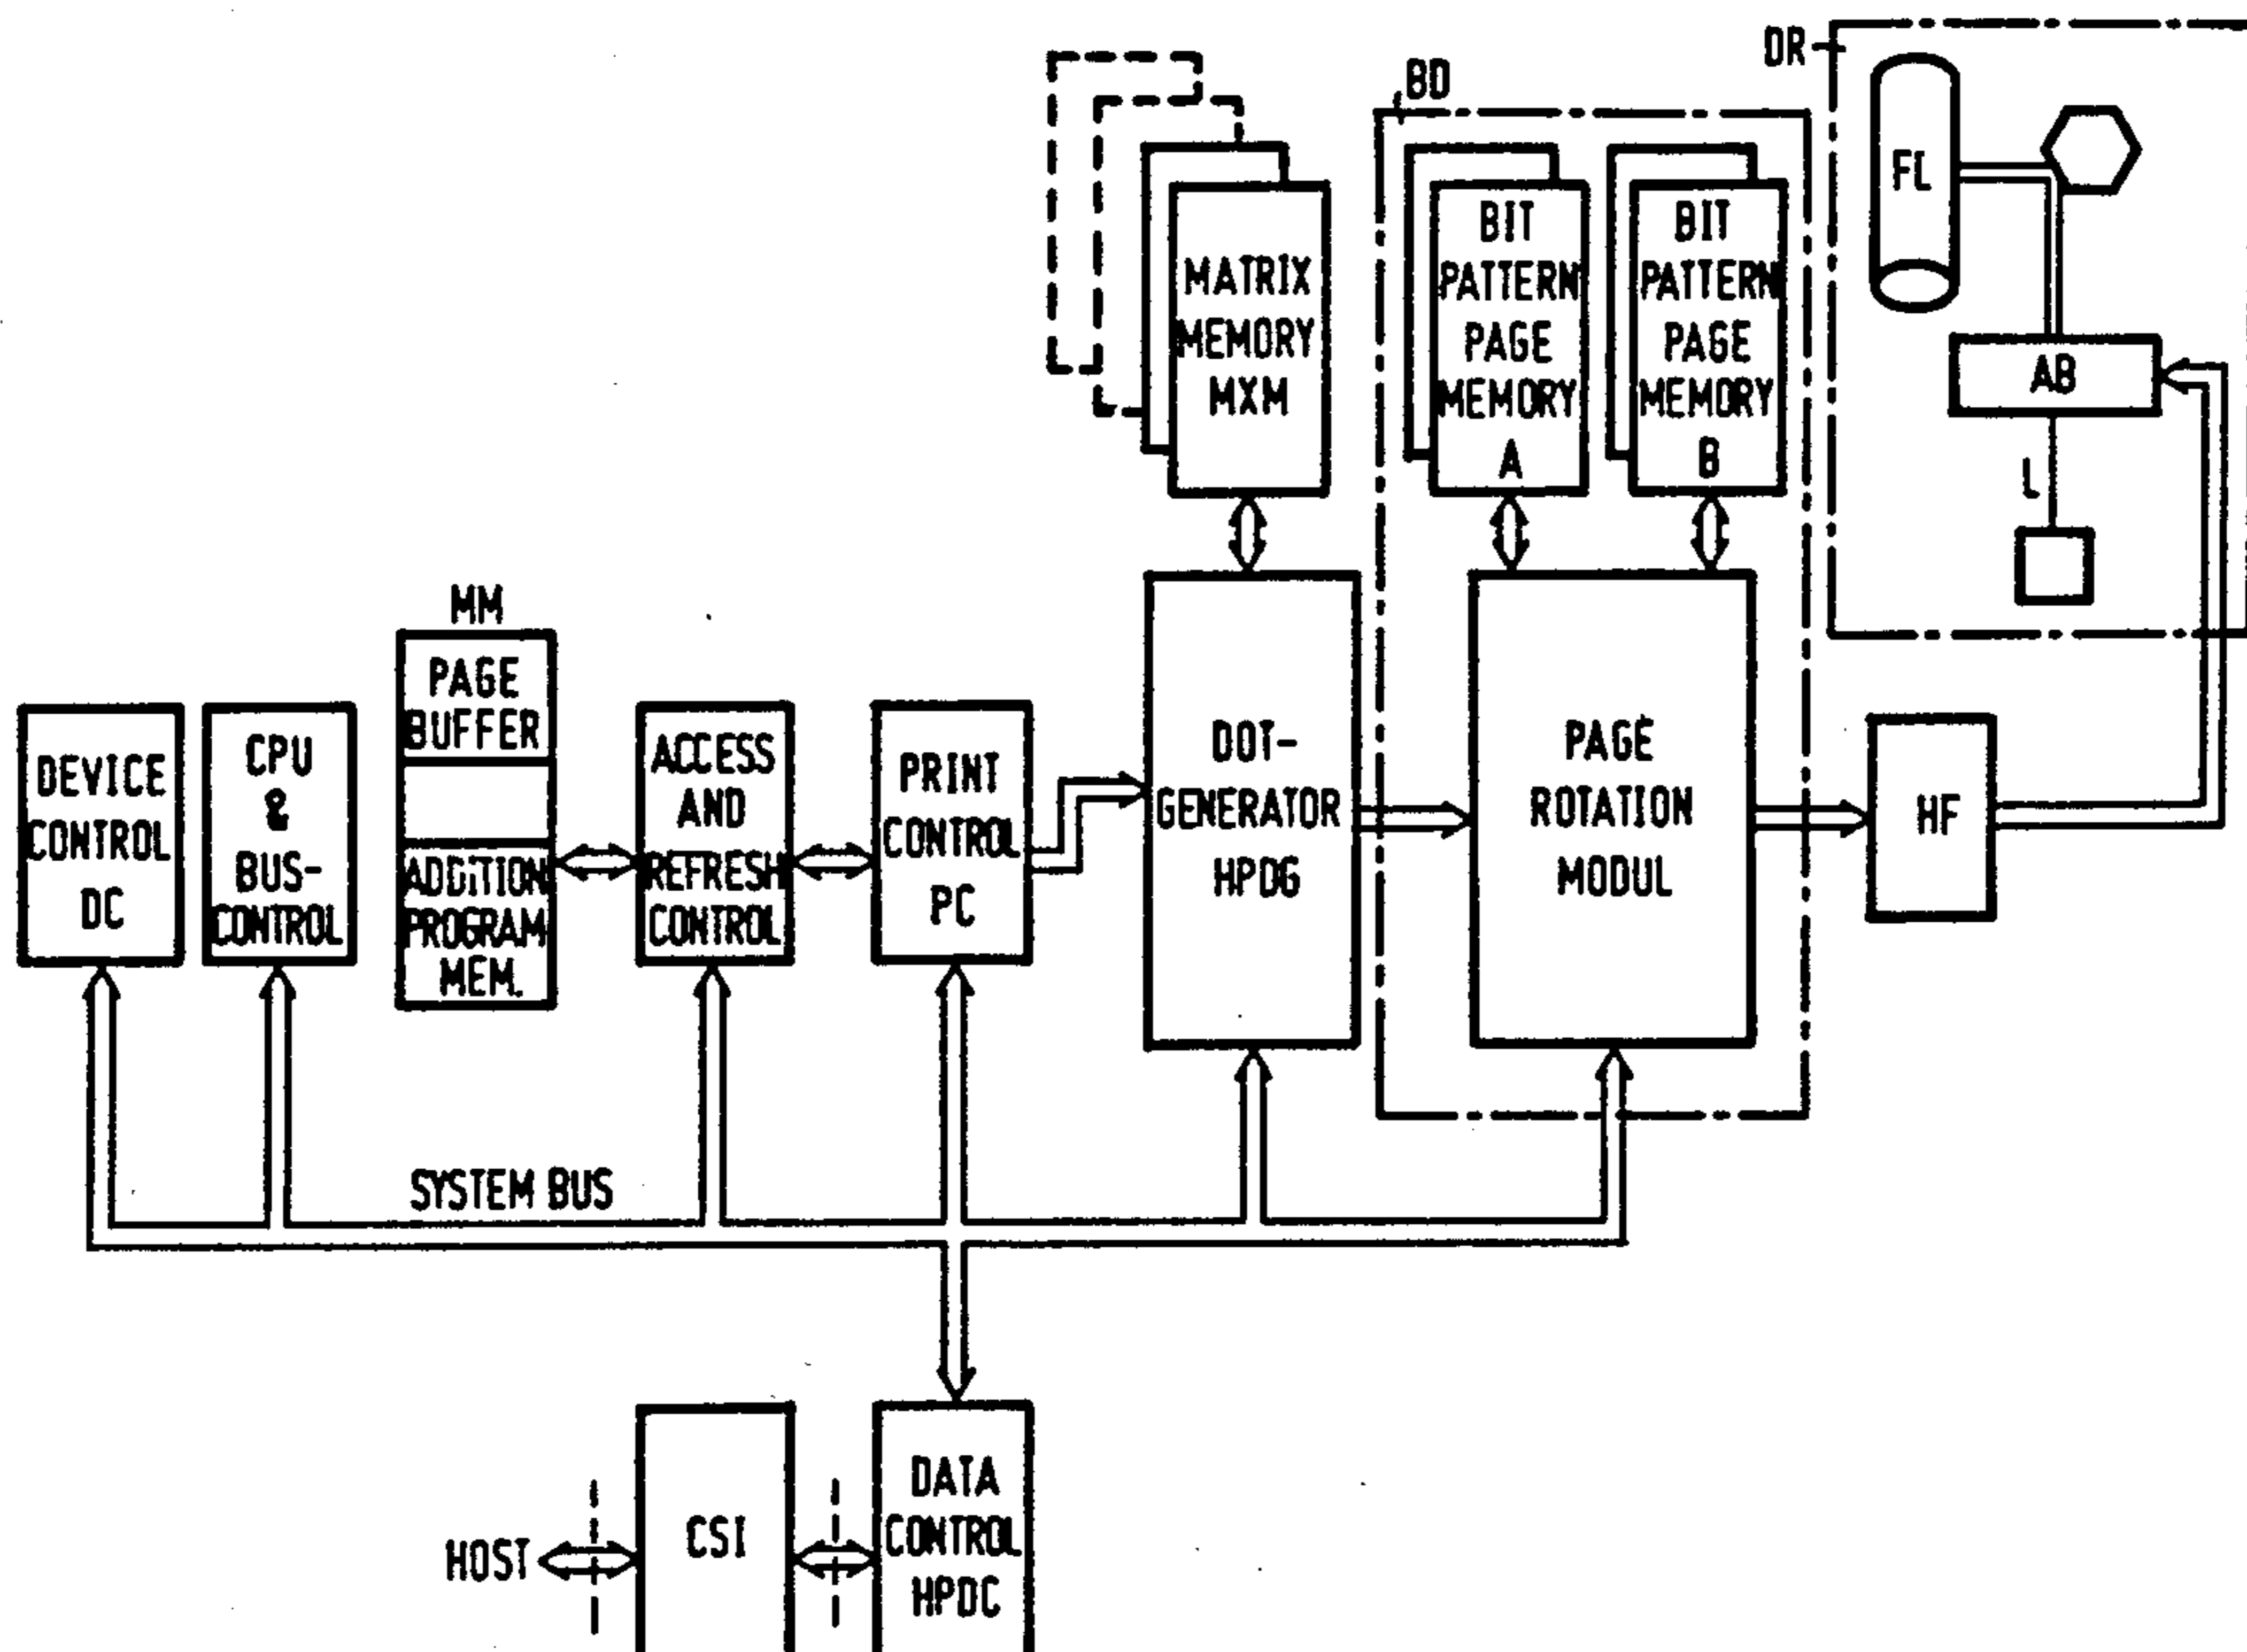 OR
BD
FL
MATRIX
MEMORY
MXM
BIT
PATTERN
PAGE
MEMORY
A
BIT
PATTERN
PAGE
MEMORY
B
AB
L
MM
PAGE
BUFFER
ADDITION
PROGRAM
MEM.
DEVICE
CONTROL
DC
CPU
&
BUS-
CONTROL
ACCESS
AND
REFRESH
CONTROL
PRINT
CONTROL
PC
DOT-
GENERATOR
HPDG
PAGE
ROTATION
MODUL
HF
SYSTEM BUS
HOST
CSI
DATA
CONTROL
HPDC